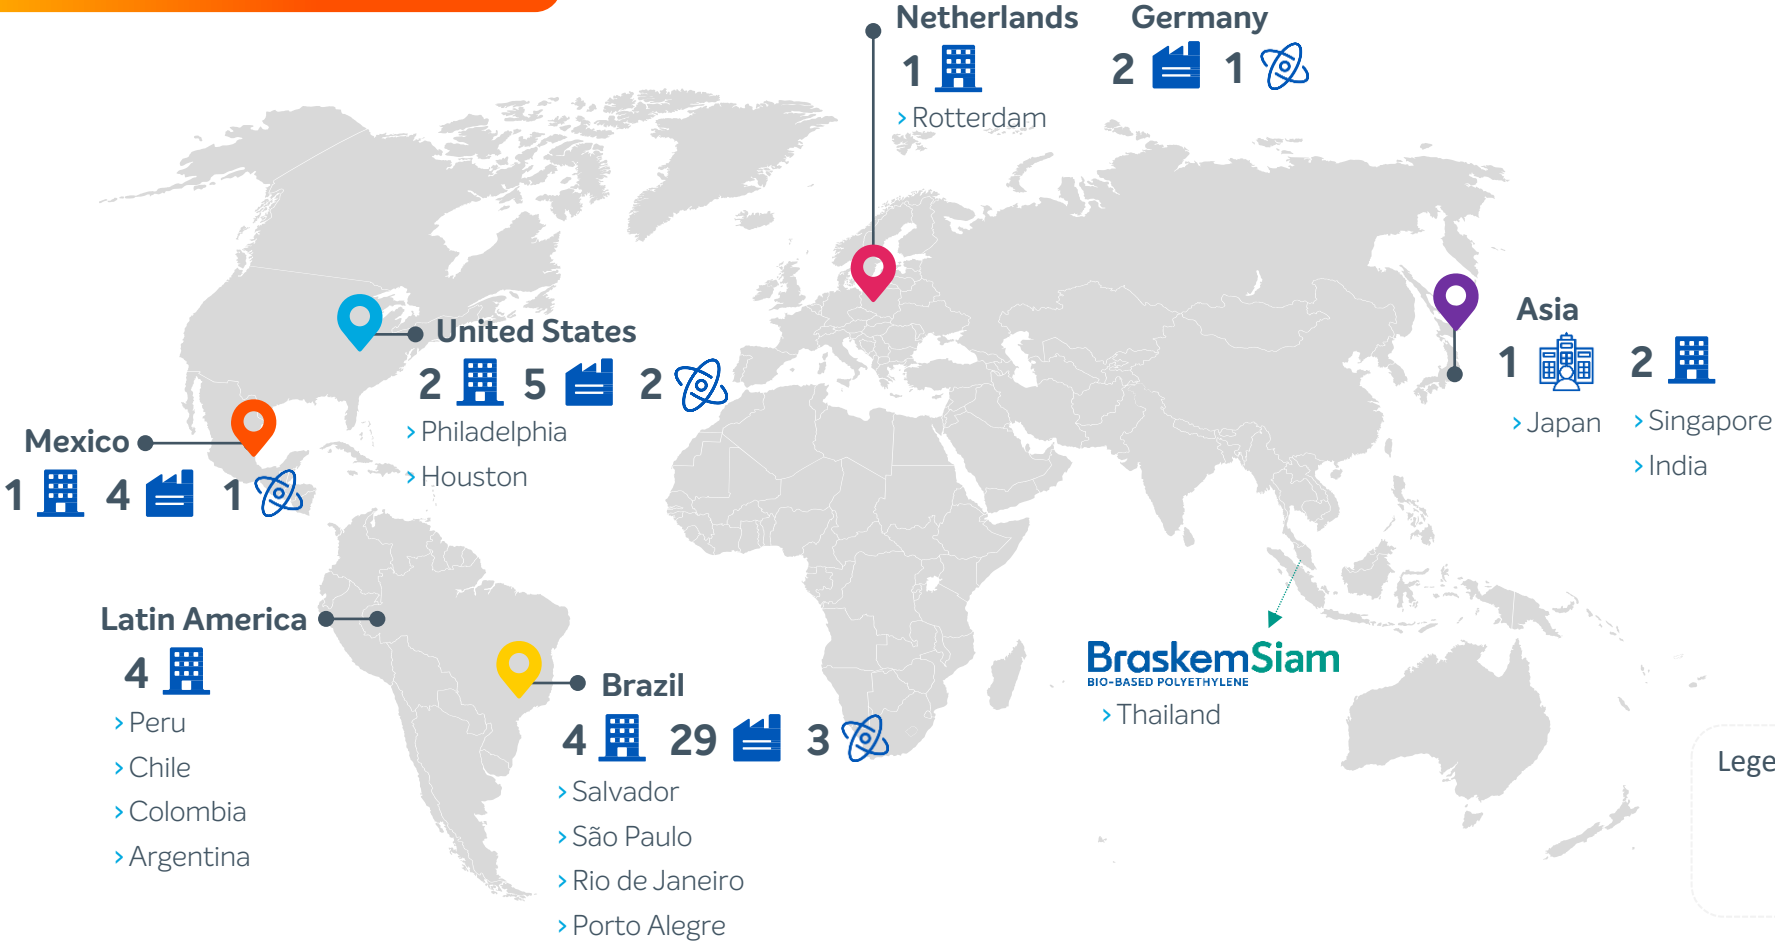 Netherlands
1
> Rotterdam
Germany
2 1
United States
2 5 2
> Philadelphia
> Houston
Mexico
1 4 1
Asia
1 2
> Japan
> Singapore
> India
Latin America
4
> Peru
> Chile
> Colombia
> Argentina
Brazil
4 29 3
> Salvador
> São Paulo
> Rio de Janeiro
> Porto Alegre
BraskemSiam
BIO-BASED POLYETHYLENE
> Thailand
Lege